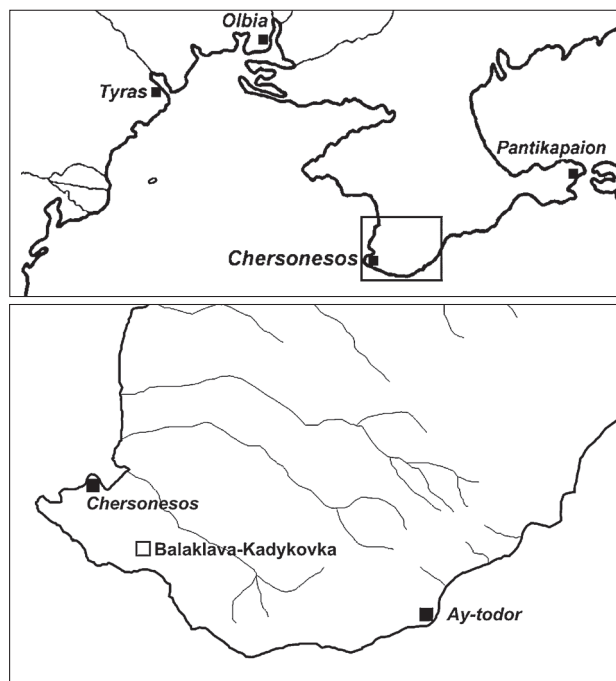 Olbia
Tyras
Pantikapaion
Chersonesos
Chersonesos
Balaklava-Kadykovka
Ay-todor